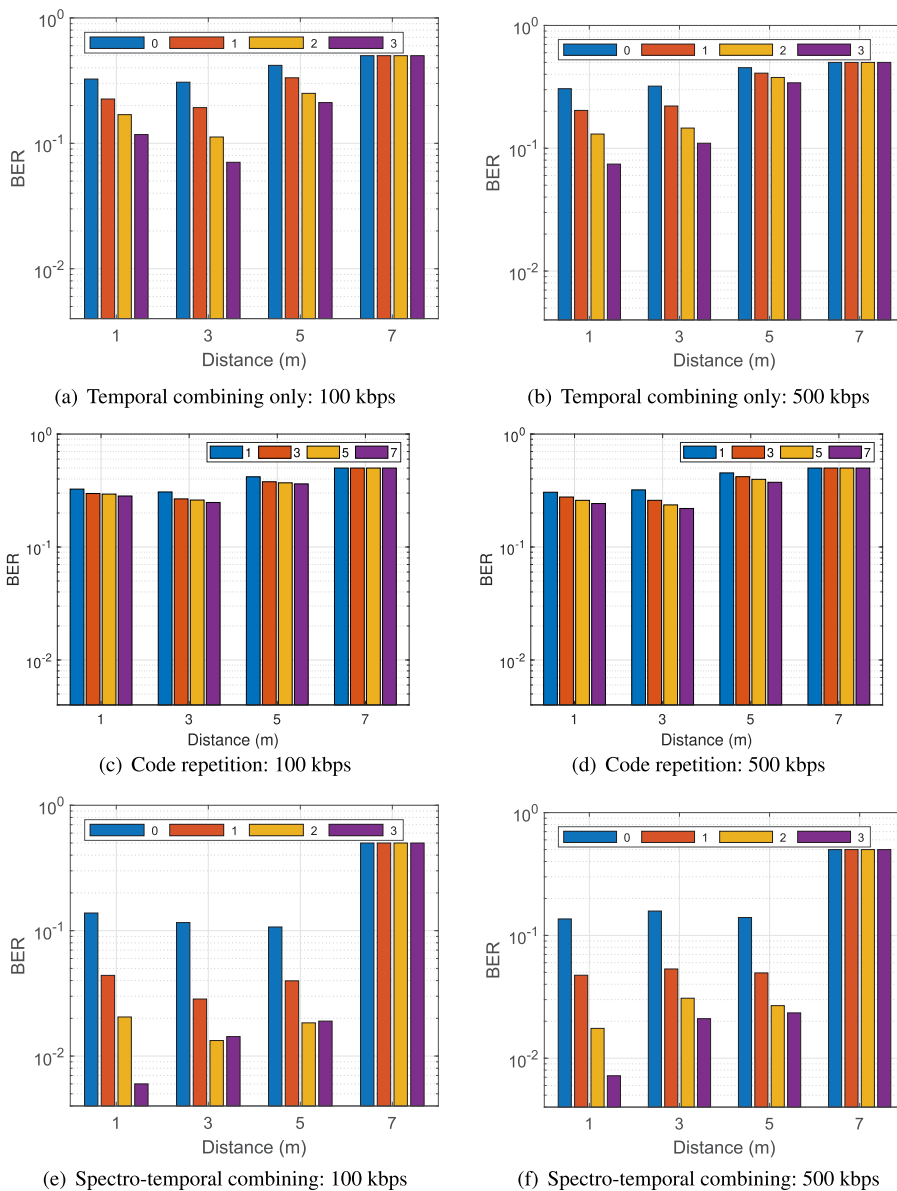 10^0
0 1 2 3
10^-1
10^-2
BER
1 3 5 7
Distance (m)
(a) Temporal combining only: 100 kbps
10^0
0 1 2 3
10^-1
10^-2
BER
1 3 5 7
Distance (m)
(b) Temporal combining only: 500 kbps
10^0
1 3 5 7
10^-1
10^-2
BER
1 3 5 7
Distance (m)
(c) Code repetition: 100 kbps
10^0
1 3 5 7
10^-1
10^-2
BER
1 3 5 7
Distance (m)
(d) Code repetition: 500 kbps
10^0
0 1 2 3
10^-1
10^-2
BER
1 3 5 7
Distance (m)
(e) Spectro-temporal combining: 100 kbps
10^0
0 1 2 3
10^-1
10^-2
BER
1 3 5 7
Distance (m)
(f) Spectro-temporal combining: 500 kbps